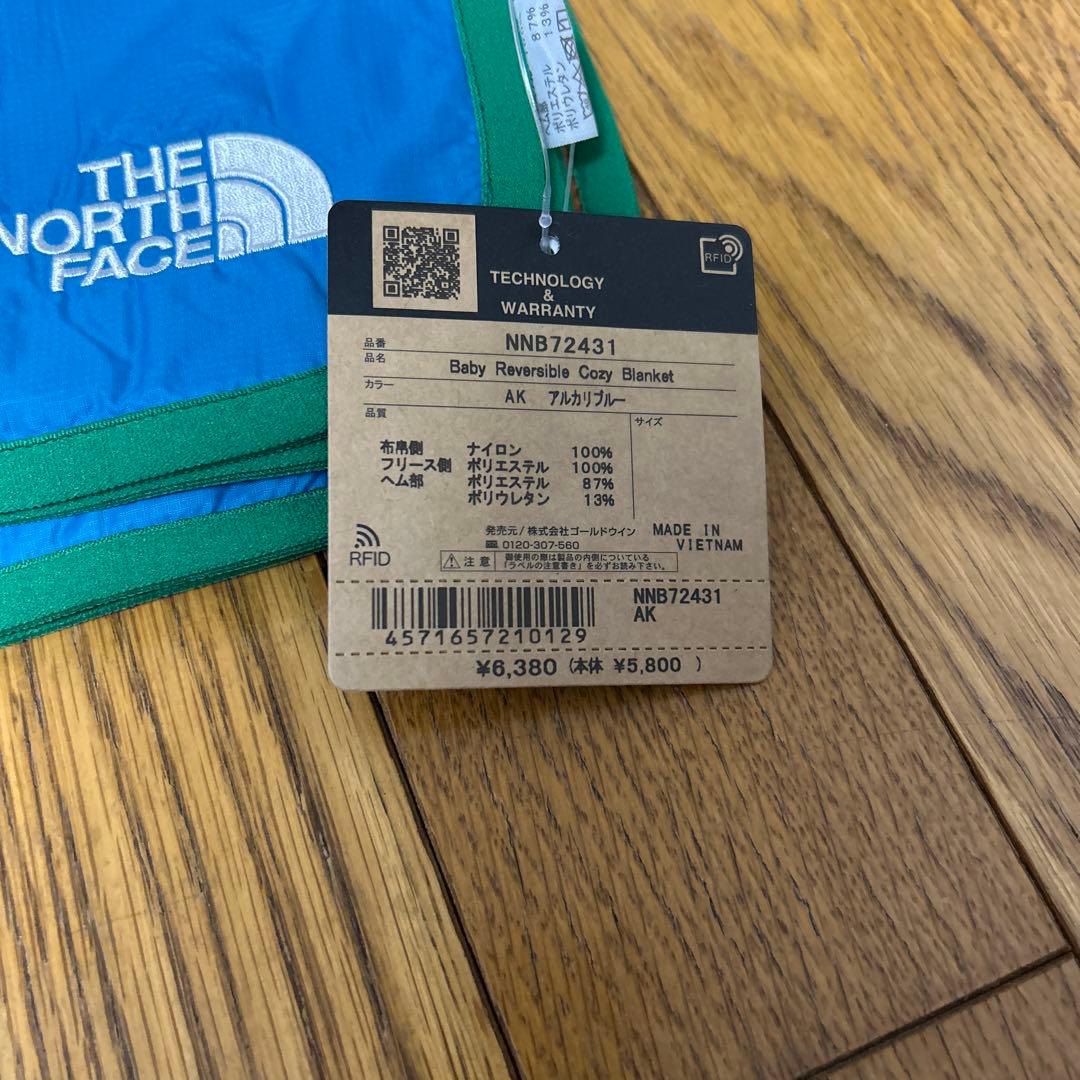 THE
NORTH
FACE
ヘム部
ポリエステル 87%
ポリウレタン 13%
RFID
TECHNOLOGY
&
WARRANTY
品番 NNB72431
品名 Baby Reversible Cozy Blanket
カラー AK アルカリブルー
品質
サイズ
布帛側 ナイロン 100%
フリース側 ポリエステル 100%
ヘム部 ポリエステル 87%
ポリウレタン 13%
発売元/株式会社ゴールドウイン
0120-307-560
MADE IN
VIETNAM
RFID
注意
御使用の際は製品の内側についている
「ラベルの注意書き」を必ずお読み下さい。
NNB72431
AK
4571657210129
¥6,380 (本体 ¥5,800 )